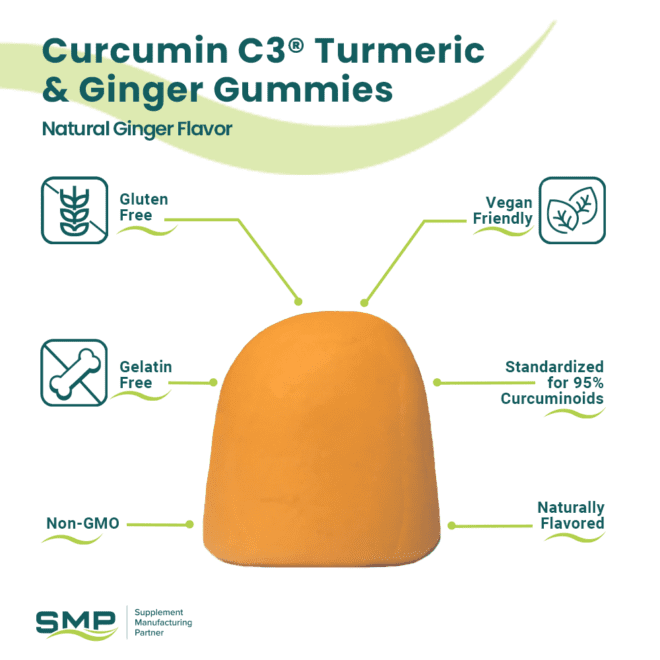 Curcumin C3® Turmeric
& Ginger Gummies
Natural Ginger Flavor
Gluten
Free
Vegan
Friendly
Gelatin
Free
Standardized
for 95%
Curcuminoids
Non-GMO
Naturally
Flavored
SMP
Supplement
Manufacturing
Partner